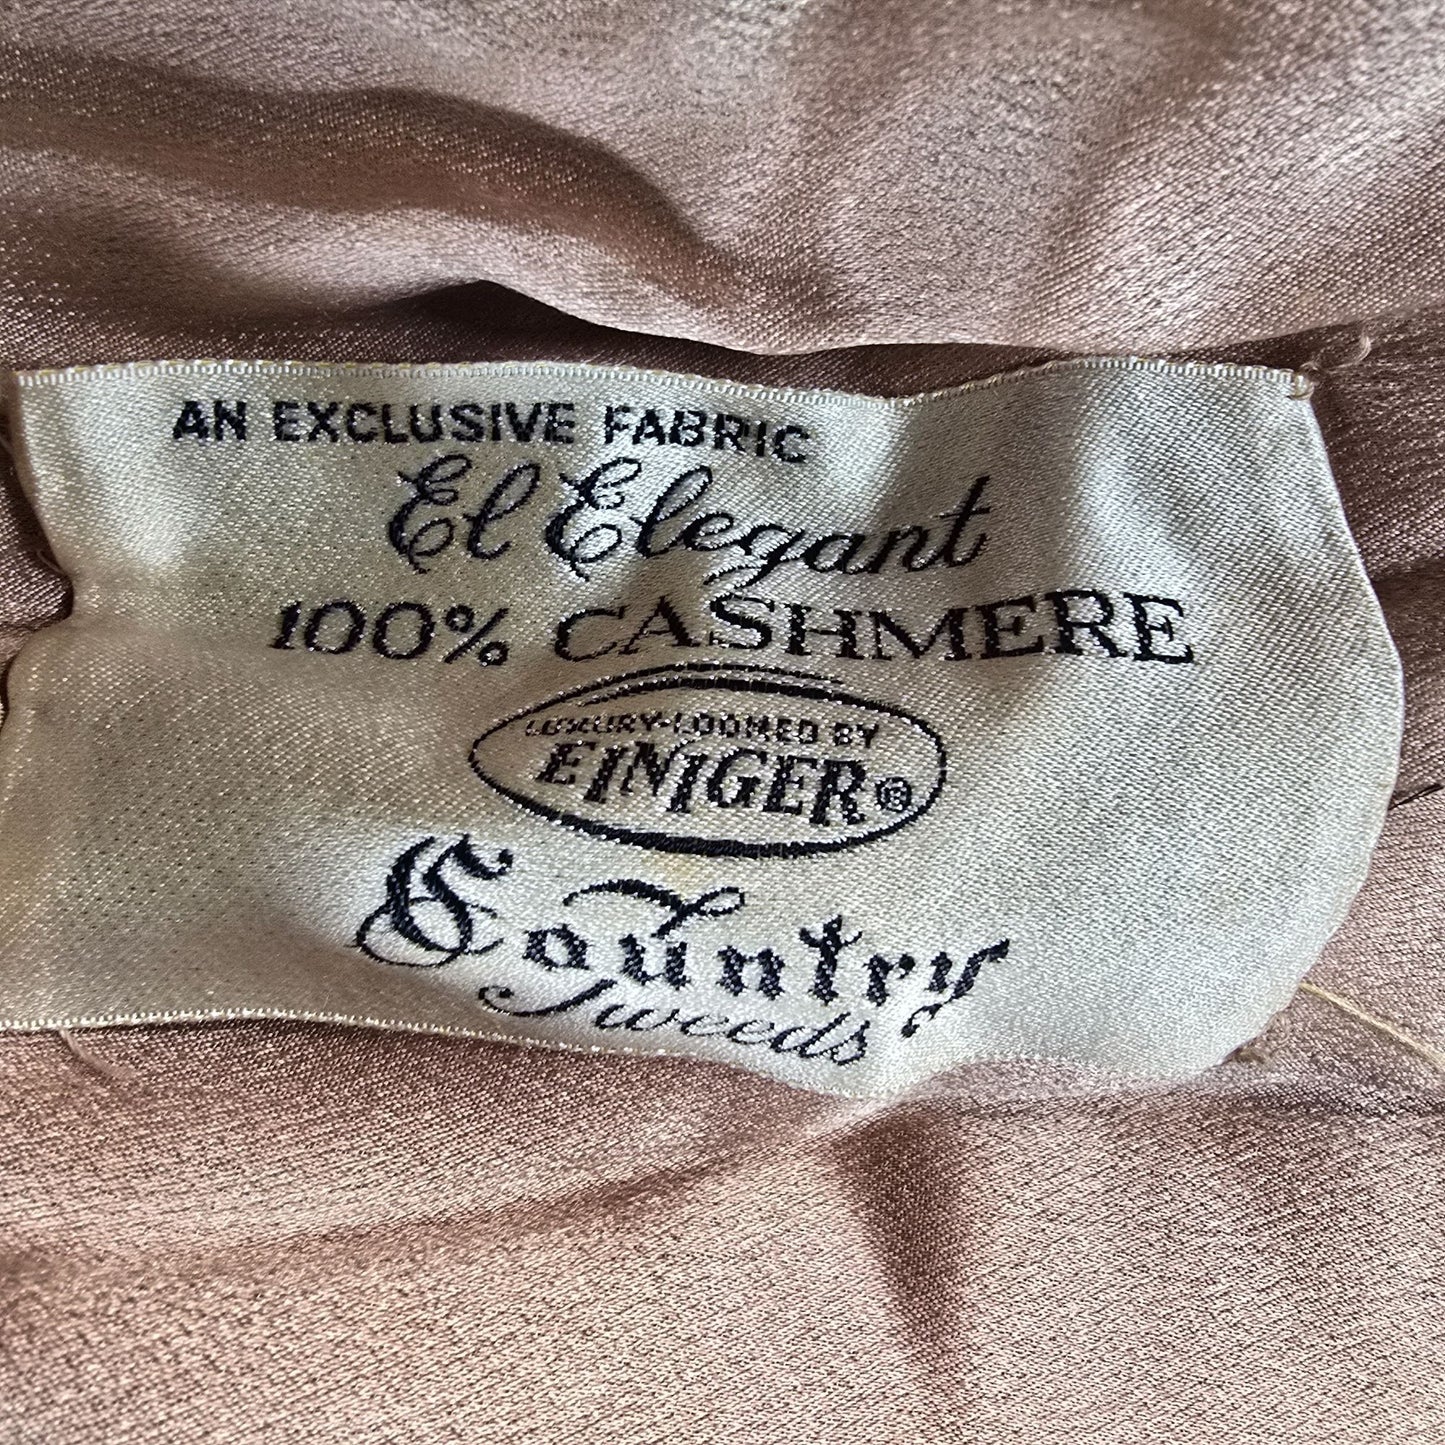 AN EXCLUSIVE FABRIC
El Elegant
100% CASHMERE
LUXURY-LOOMED BY
EINIGER®
Country
Tweeds